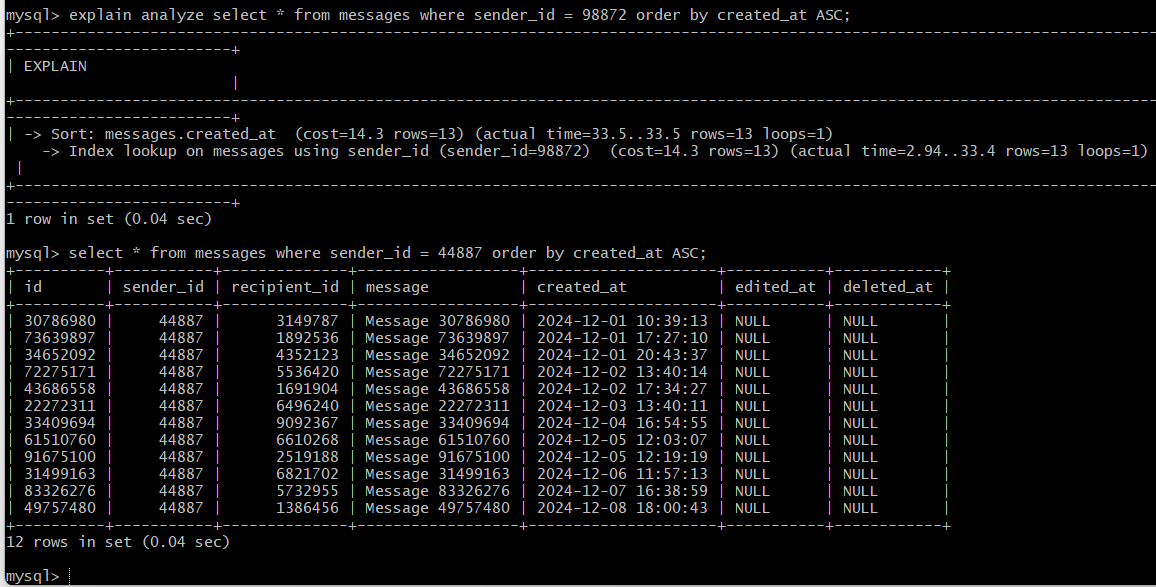 mysql> explain analyze select * from messages where sender_id = 98872 order by created_at ASC;
+--------------------------------------------------------------------------------------------------------------------------------
-------------------------+
| EXPLAIN
                         |
+--------------------------------------------------------------------------------------------------------------------------------
-------------------------+
| -> Sort: messages.created_at  (cost=14.3 rows=13) (actual time=33.5..33.5 rows=13 loops=1)
    -> Index lookup on messages using sender_id (sender_id=98872)  (cost=14.3 rows=13) (actual time=2.94..33.4 rows=13 loops=1)
 |
+--------------------------------------------------------------------------------------------------------------------------------
-------------------------+
1 row in set (0.04 sec)
mysql> select * from messages where sender_id = 44887 order by created_at ASC;
+----------+-----------+--------------+------------------+---------------------+-----------+------------+
| id       | sender_id | recipient_id | message          | created_at          | edited_at | deleted_at |
+----------+-----------+--------------+------------------+---------------------+-----------+------------+
| 30786980 |     44887 |      3149787 | Message 30786980 | 2024-12-01 10:39:13 | NULL      | NULL       |
| 73639897 |     44887 |      1892536 | Message 73639897 | 2024-12-01 17:27:10 | NULL      | NULL       |
| 34652092 |     44887 |      4352123 | Message 34652092 | 2024-12-01 20:43:37 | NULL      | NULL       |
| 72275171 |     44887 |      5536420 | Message 72275171 | 2024-12-02 13:40:14 | NULL      | NULL       |
| 43686558 |     44887 |      1691904 | Message 43686558 | 2024-12-02 17:34:27 | NULL      | NULL       |
| 22272311 |     44887 |      6496240 | Message 22272311 | 2024-12-03 13:40:11 | NULL      | NULL       |
| 33409694 |     44887 |      9092367 | Message 33409694 | 2024-12-04 16:54:55 | NULL      | NULL       |
| 61510760 |     44887 |      6610268 | Message 61510760 | 2024-12-05 12:03:07 | NULL      | NULL       |
| 91675100 |     44887 |      2519188 | Message 91675100 | 2024-12-05 12:19:19 | NULL      | NULL       |
| 31499163 |     44887 |      6821702 | Message 31499163 | 2024-12-06 11:57:13 | NULL      | NULL       |
| 83326276 |     44887 |      5732955 | Message 83326276 | 2024-12-07 16:38:59 | NULL      | NULL       |
| 49757480 |     44887 |      1386456 | Message 49757480 | 2024-12-08 18:00:43 | NULL      | NULL       |
+----------+-----------+--------------+------------------+---------------------+-----------+------------+
12 rows in set (0.04 sec)
mysql>